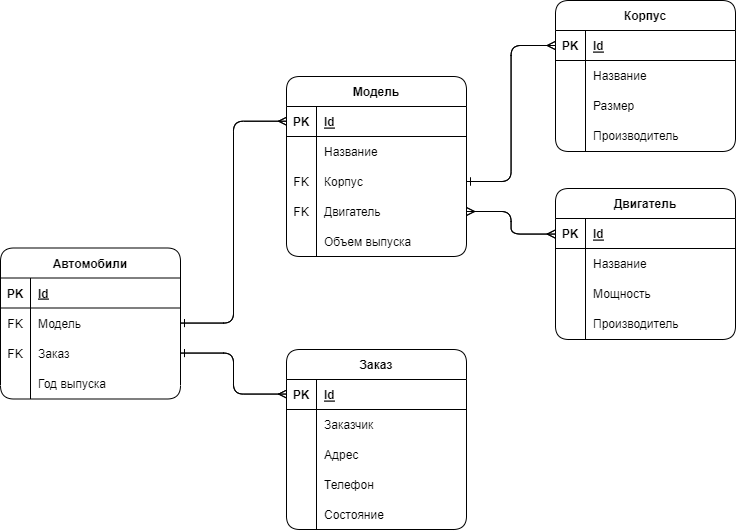 Корпус
PK Id
Название
Размер
Производитель
Модель
PK Id
Название
FK Корпус
FK Двигатель
Объем выпуска
Двигатель
PK Id
Название
Мощность
Производитель
Автомобили
PK Id
FK Модель
FK Заказ
Год выпуска
Заказ
PK Id
Заказчик
Адрес
Телефон
Состояние